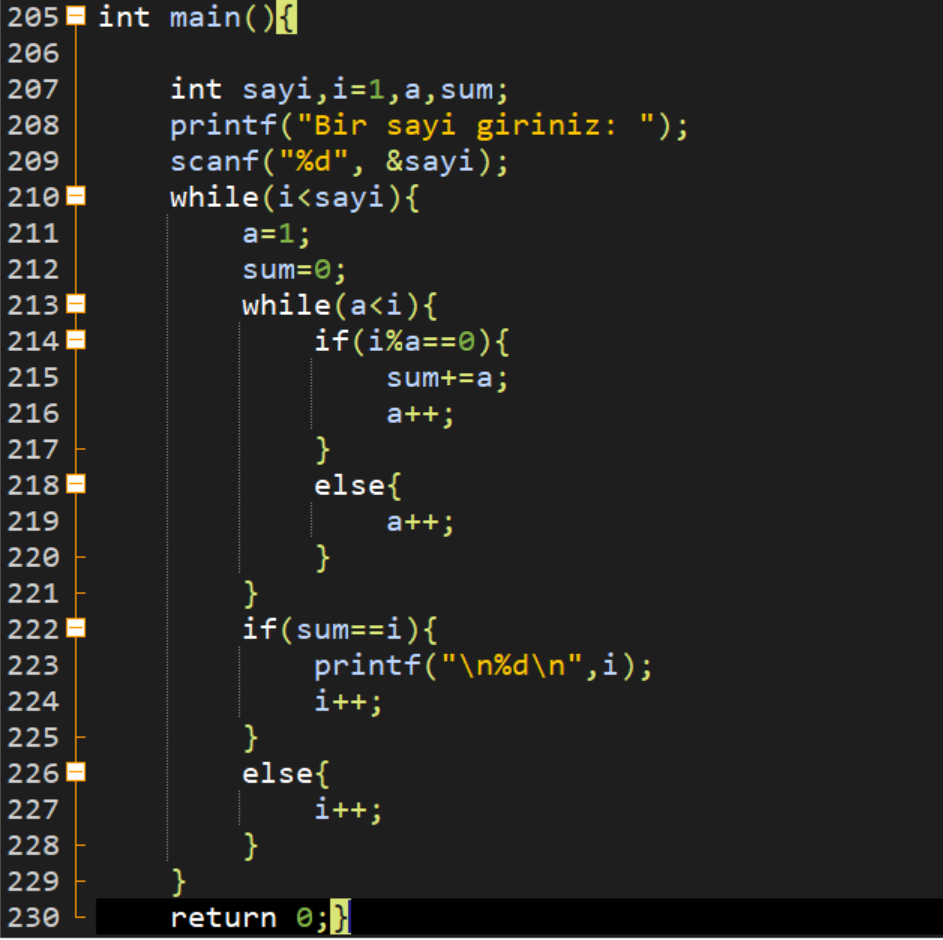 205 int main(){
206
207 int sayi,i=1,a,sum;
208 printf("Bir sayi giriniz: ");
209 scanf("%d", &sayi);
210 while(i<sayi){
211 a=1;
212 sum=0;
213 while(a<i){
214 if(i%a==0){
215 sum+=a;
216 a++;
217 }
218 else{
219 a++;
220 }
221 }
222 if(sum==i){
223 printf("\n%d\n",i);
224 i++;
225 }
226 else{
227 i++;
228 }
229 }
230 return 0;}